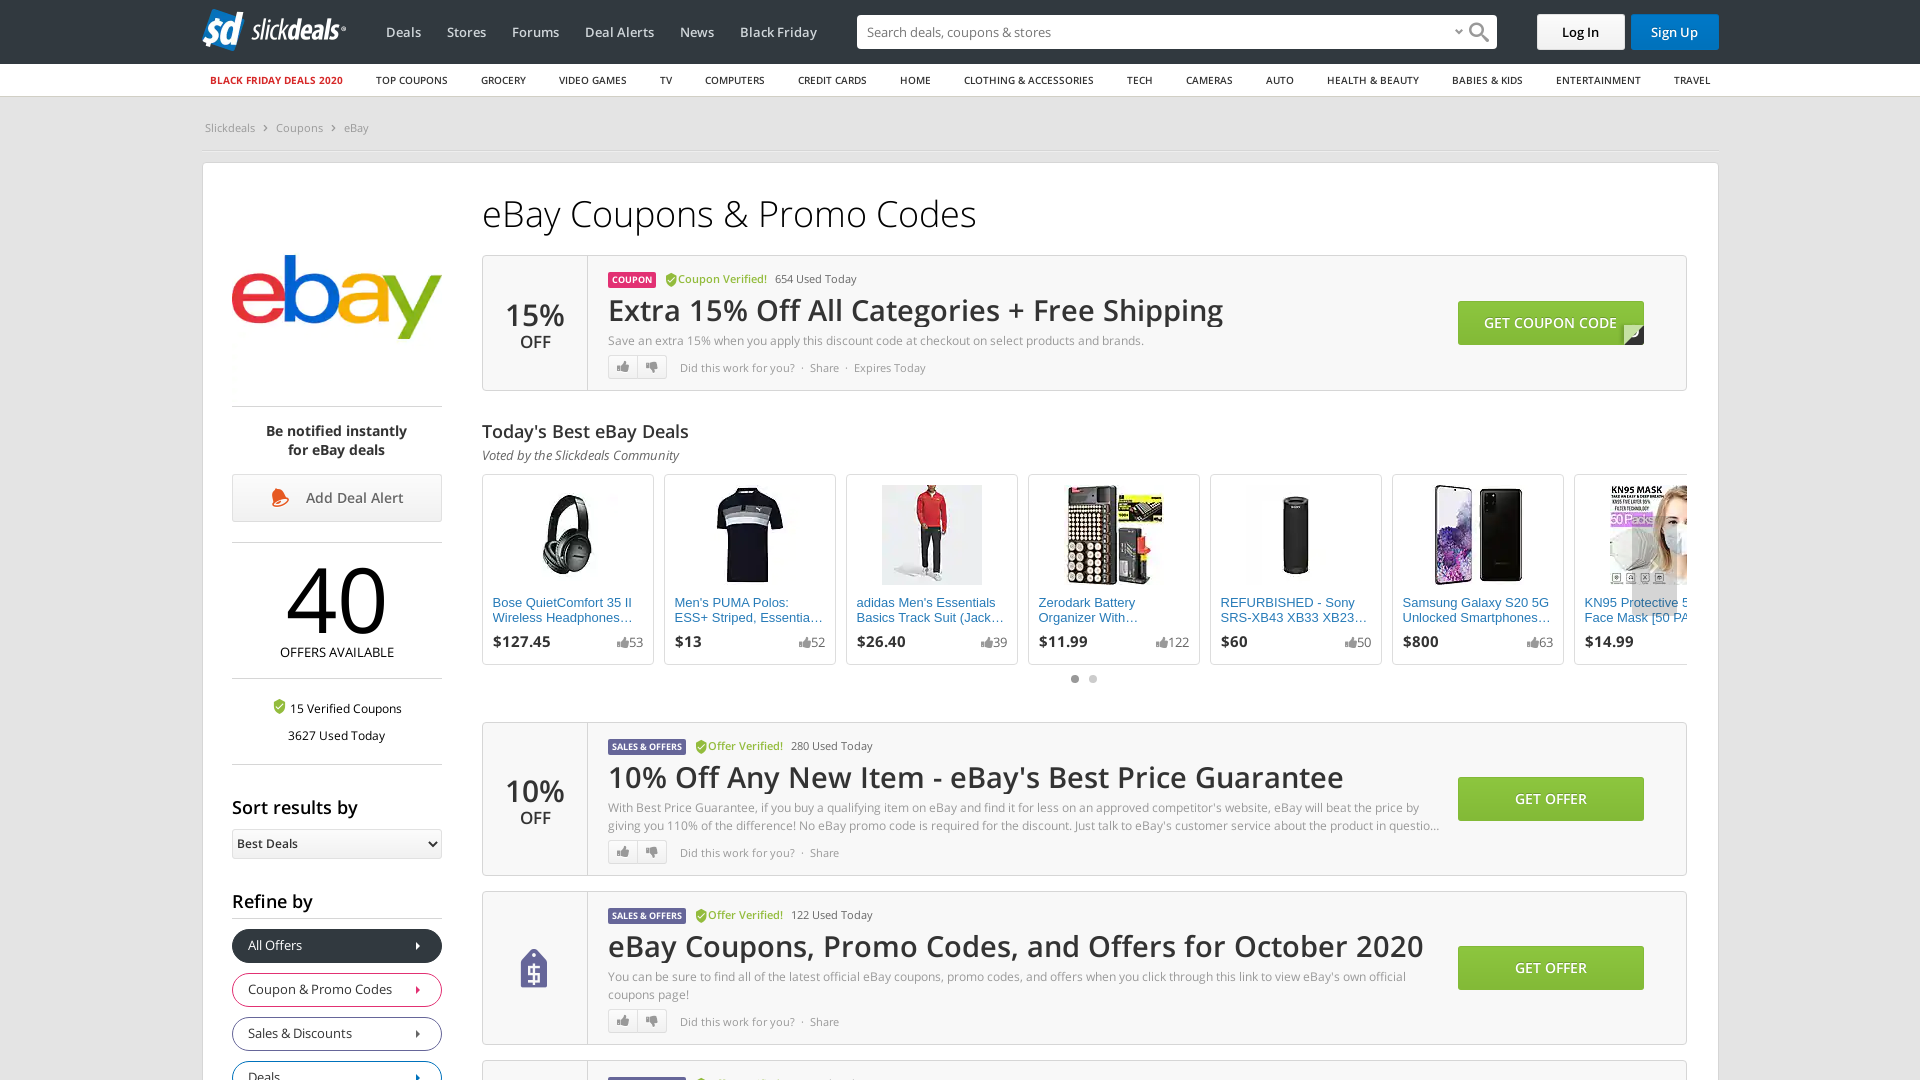 sd slickdeals
Deals Stores Forums Deal Alerts News Black Friday
Search deals, coupons & stores
Log In
Sign Up
BLACK FRIDAY DEALS 2020 TOP COUPONS GROCERY VIDEO GAMES TV COMPUTERS CREDIT CARDS HOME CLOTHING & ACCESSORIES TECH CAMERAS AUTO HEALTH & BEAUTY BABIES & KIDS ENTERTAINMENT TRAVEL
Slickdeals > Coupons > eBay
ebay
Be notified instantly
for eBay deals
Add Deal Alert
40
OFFERS AVAILABLE
15 Verified Coupons
3627 Used Today
Sort results by
Best Deals
Refine by
All Offers
Coupon & Promo Codes
Sales & Discounts
Deals
eBay Coupons & Promo Codes
15%
OFF
COUPON Coupon Verified! 654 Used Today
Extra 15% Off All Categories + Free Shipping
Save an extra 15% when you apply this discount code at checkout on select products and brands.
Did this work for you? · Share · Expires Today
GET COUPON CODE
Today's Best eBay Deals
Voted by the Slickdeals Community
Bose QuietComfort 35 II
Wireless Headphones…
$127.45 53
Men's PUMA Polos:
ESS+ Striped, Essentia…
$13 52
adidas Men's Essentials
Basics Track Suit (Jack…
$26.40 39
Zerodark Battery
Organizer With…
$11.99 122
REFURBISHED - Sony
SRS-XB43 XB33 XB23…
$60 50
Samsung Galaxy S20 5G
Unlocked Smartphones…
$800 63
KN95 MASK
50 Packs
KN95 Protective 5
Face Mask [50 PA
$14.99
10%
OFF
SALES & OFFERS Offer Verified! 280 Used Today
10% Off Any New Item - eBay's Best Price Guarantee
With Best Price Guarantee, if you buy a qualifying item on eBay and find it for less on an approved competitor's website, eBay will beat the price by
giving you 110% of the difference! No eBay promo code is required for the discount. Just talk to eBay's customer service about the product in questio...
Did this work for you? · Share
GET OFFER
SALES & OFFERS Offer Verified! 122 Used Today
eBay Coupons, Promo Codes, and Offers for October 2020
You can be sure to find all of the latest official eBay coupons, promo codes, and offers when you click through this link to view eBay's own official
coupons page!
Did this work for you? · Share
GET OFFER